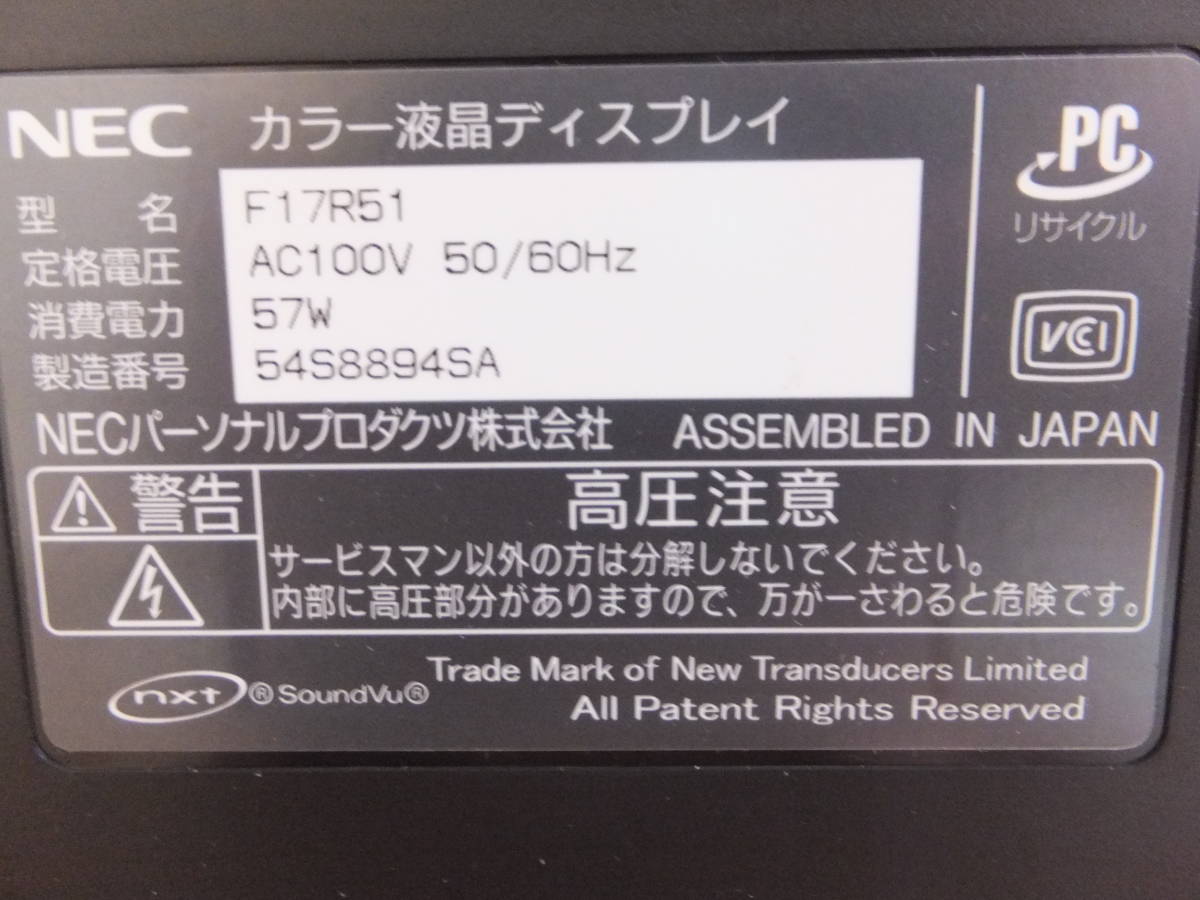 NEC カラー液晶ディスプレイ
型 名 F17R51
定格電圧 AC100V 50/60Hz
消費電力 57W
製造番号 54S8894SA
PC
リサイクル
VCI
NECパーソナルプロダクツ株式会社 ASSEMBLED IN JAPAN
警告 高圧注意
サービスマン以外の方は分解しないでください。
内部に高圧部分がありますので、万が一さわると危険です。
nxt ® SoundVu®
Trade Mark of New Transducers Limited
All Patent Rights Reserved